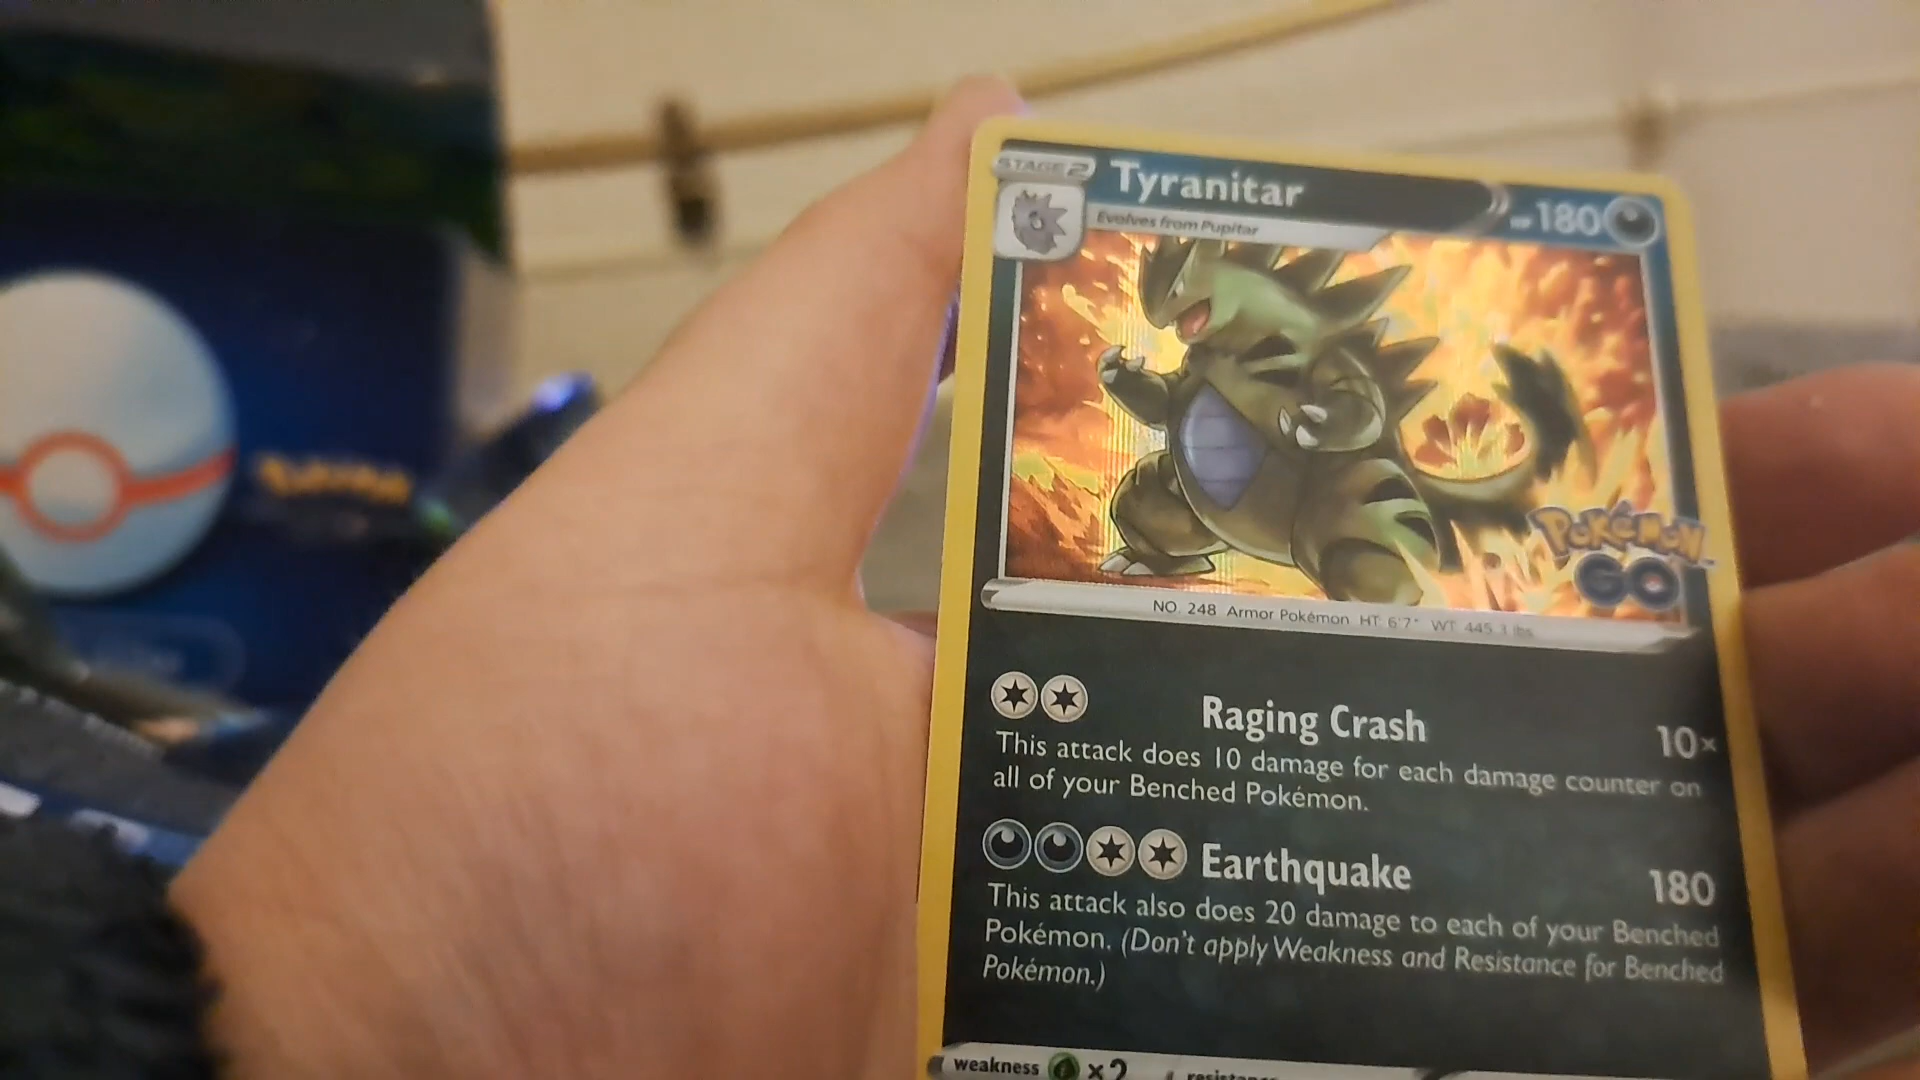 STAGE 2
Tyranitar
HP 180
Evolves from Pupitar
Pokémon
GO
NO. 248 Armor Pokémon HT: 6'7" WT: 445.3 lbs.
Raging Crash 10×
This attack does 10 damage for each damage counter on
all of your Benched Pokémon.
Earthquake 180
This attack also does 20 damage to each of your Benched
Pokémon. (Don't apply Weakness and Resistance for Benched
Pokémon.)
weakness ×2
Pokémon